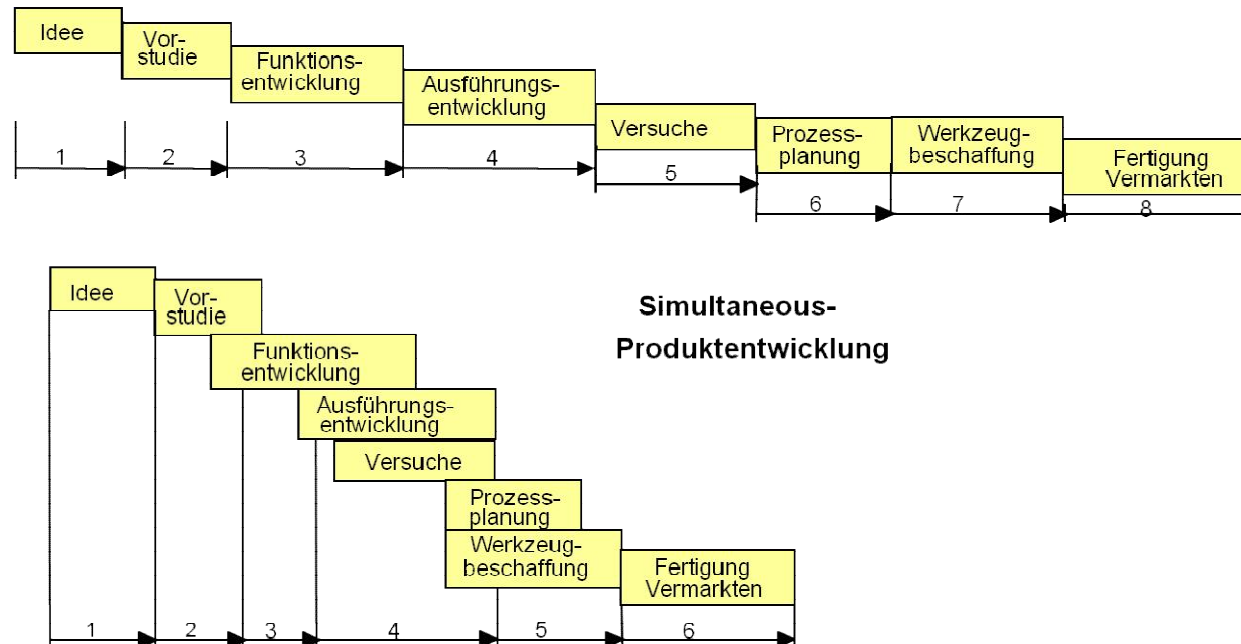 Idee
Vor-
studie
Funktions-
entwicklung
Ausführungs-
entwicklung
Versuche
Prozess-
planung
Werkzeug-
beschaffung
Fertigung
Vermarkten
1
2
3
4
5
6
7
8
Idee
Vor-
studie
Simultaneous-
Produktentwicklung
Funktions-
entwicklung
Ausführungs-
entwicklung
Versuche
Prozess-
planung
Werkzeug-
beschaffung
Fertigung
Vermarkten
1
2
3
4
5
6